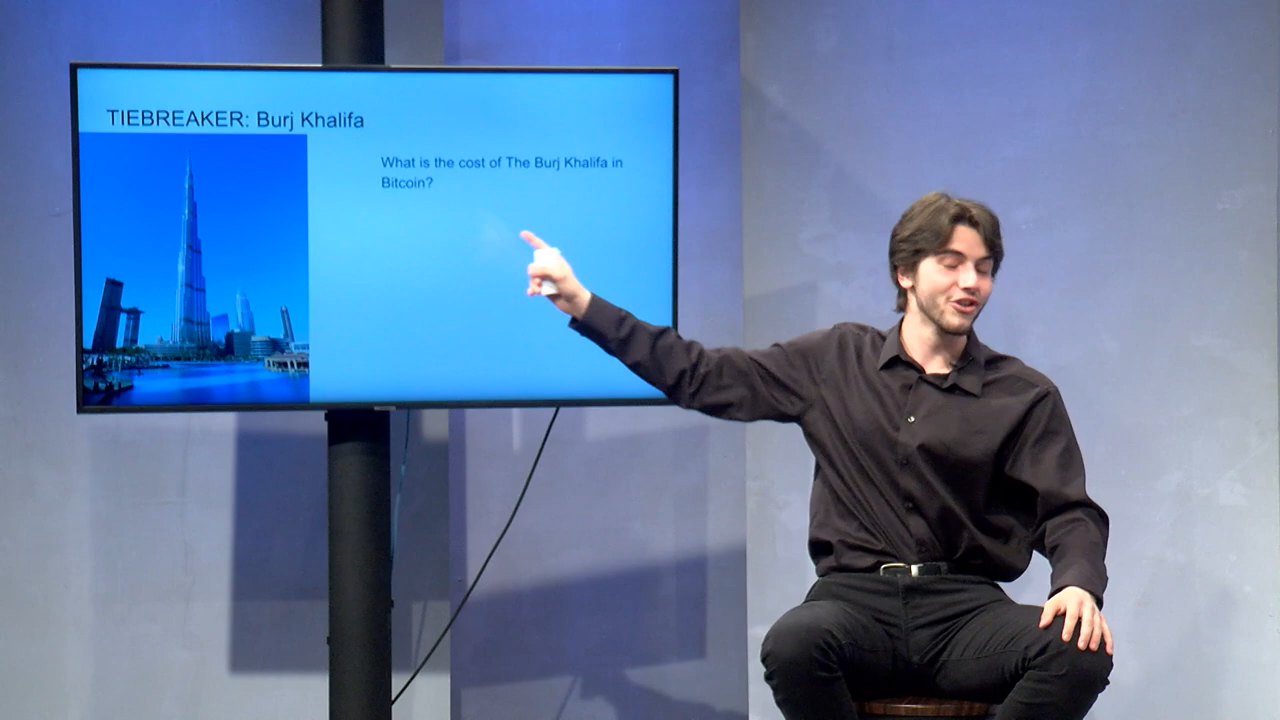 TIEBREAKER: Burj Khalifa
What is the cost of The Burj Khalifa in
Bitcoin?